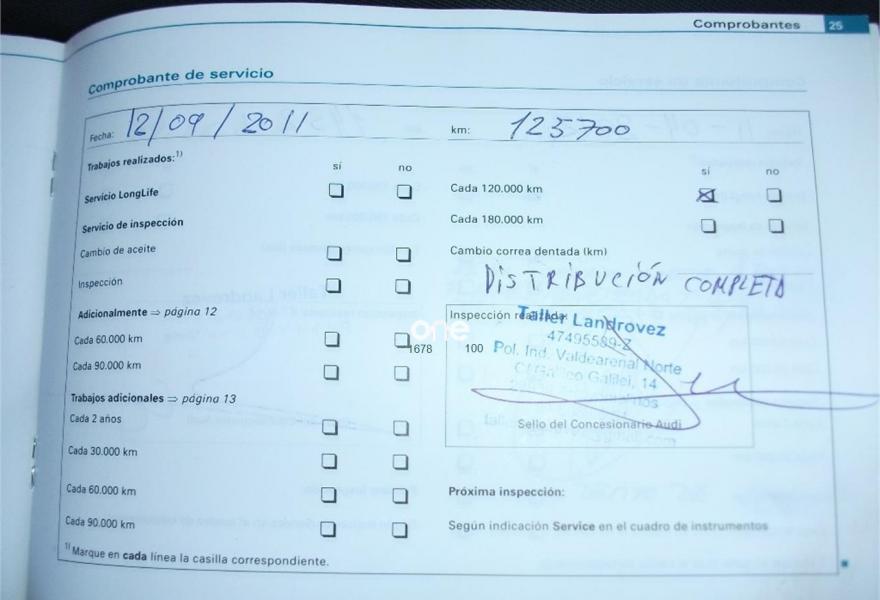 Comprobantes 25
Comprobante de servicio
Fecha: 12/09/2011 km: 125700
Trabajos realizados:1) sí no sí no
Servicio LongLife Cada 120.000 km
Servicio de inspección Cada 180.000 km
Cambio de aceite Cambio correa dentada (km)
DISTRIBUCIÓN COMPLETA
Inspección
Adicionalmente ⇒ página 12 Inspección realizada:
Taller Landrovez
Cada 60.000 km
one
1678 100
Pol. Ind. Valdearenal Norte
Galileo Galilei, 14
Cada 90.000 km
Trabajos adicionales ⇒ página 13
Cada 2 años Sello del Concesionario Audi
Cada 30.000 km
Cada 60.000 km Próxima inspección:
Cada 90.000 km Según indicación Service en el cuadro de instrumentos
1) Marque en cada línea la casilla correspondiente.